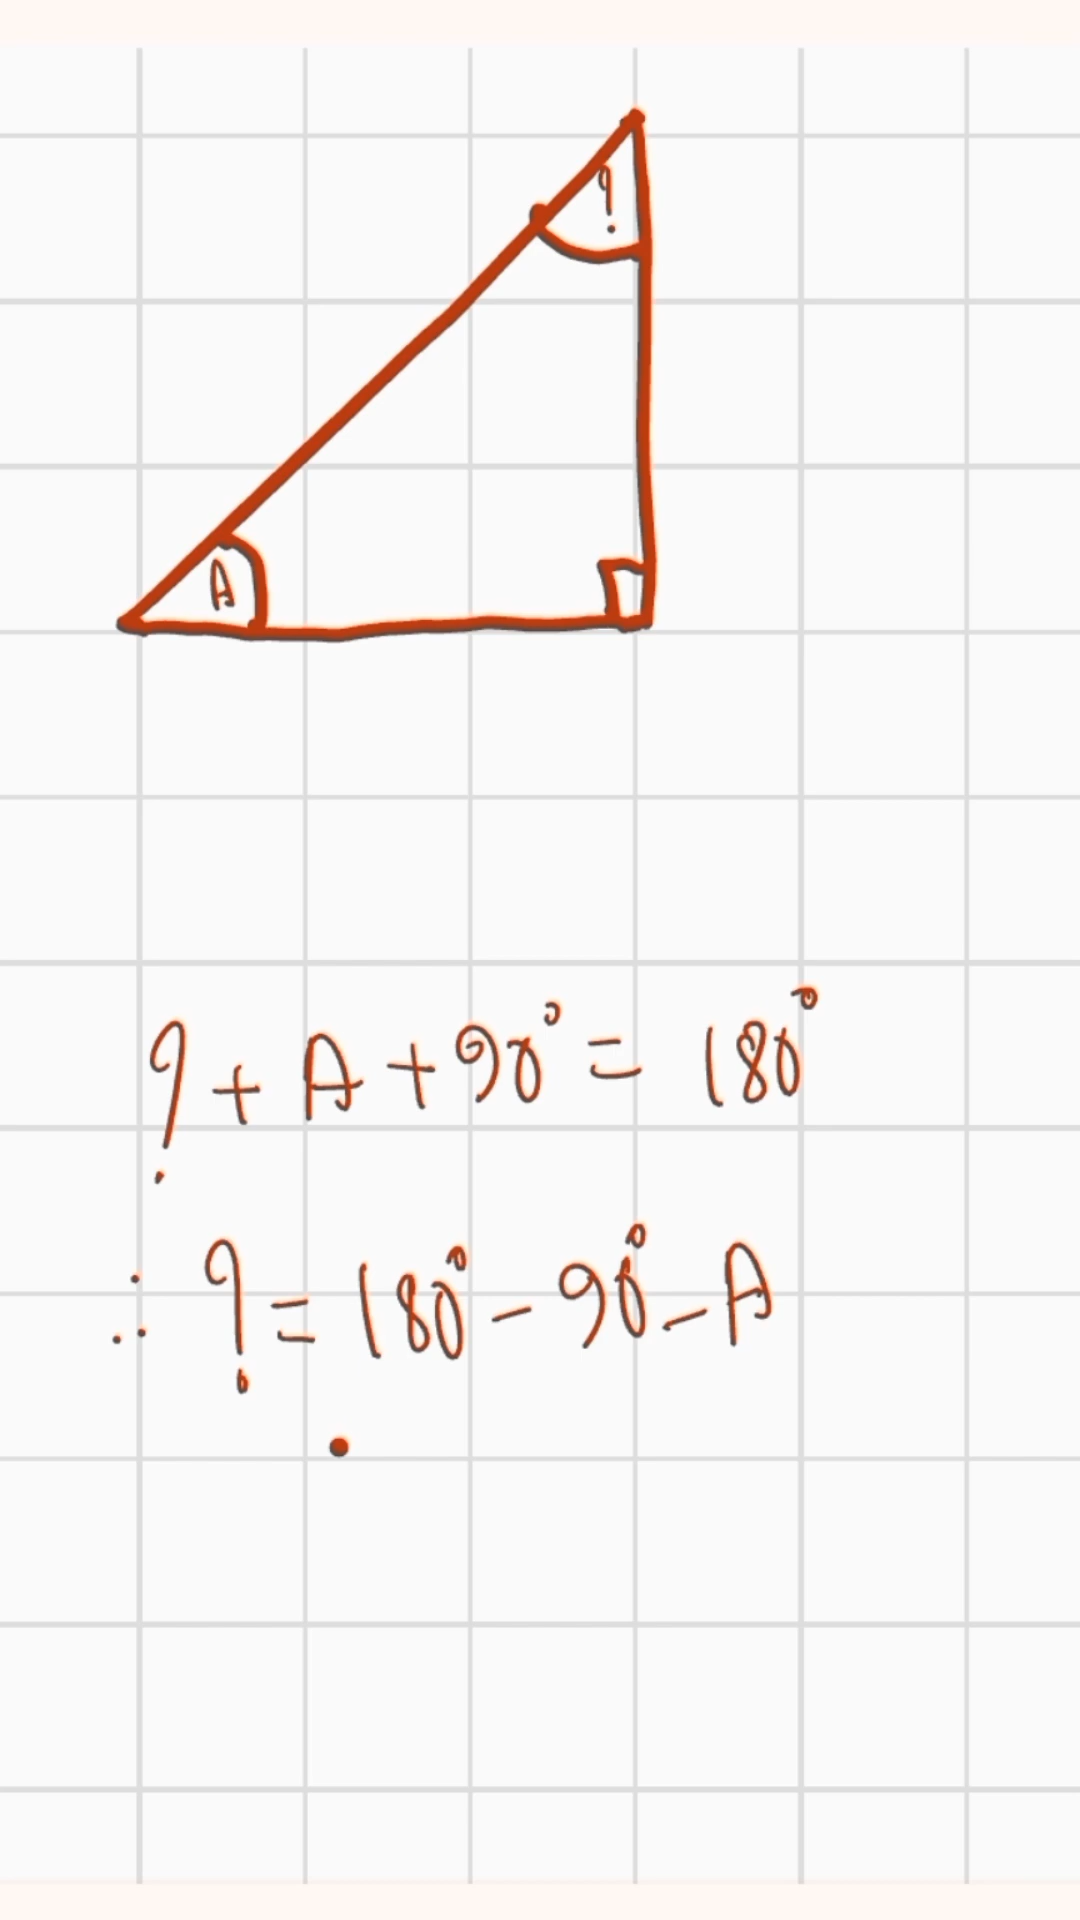 ?
A
? + A + 90° = 180°
∴ ? = 180° - 90° - A